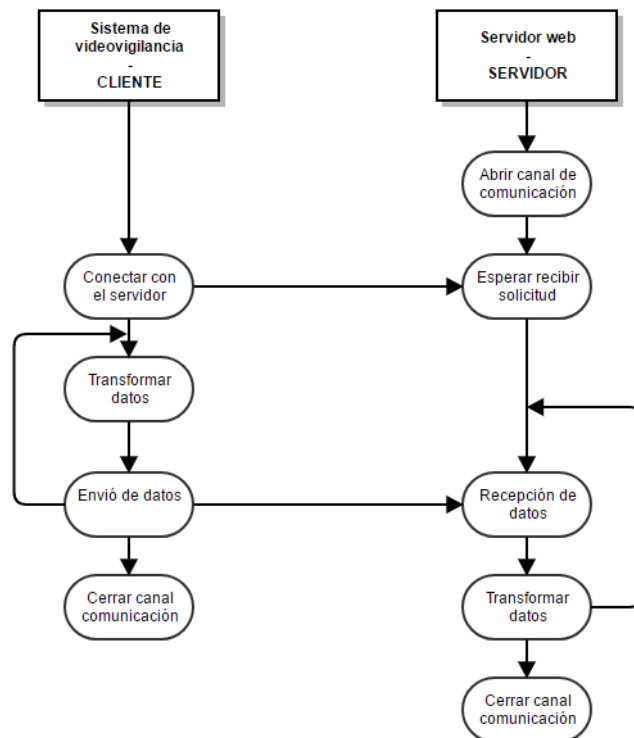 Sistema de
videovigilancia
-
CLIENTE
Servidor web
-
SERVIDOR
Abrir canal de
comunicación
Conectar con
el servidor
Esperar recibir
solicitud
Transformar
datos
Envió de datos
Recepción de
datos
Cerrar canal
comunicación
Transformar
datos
Cerrar canal
comunicación